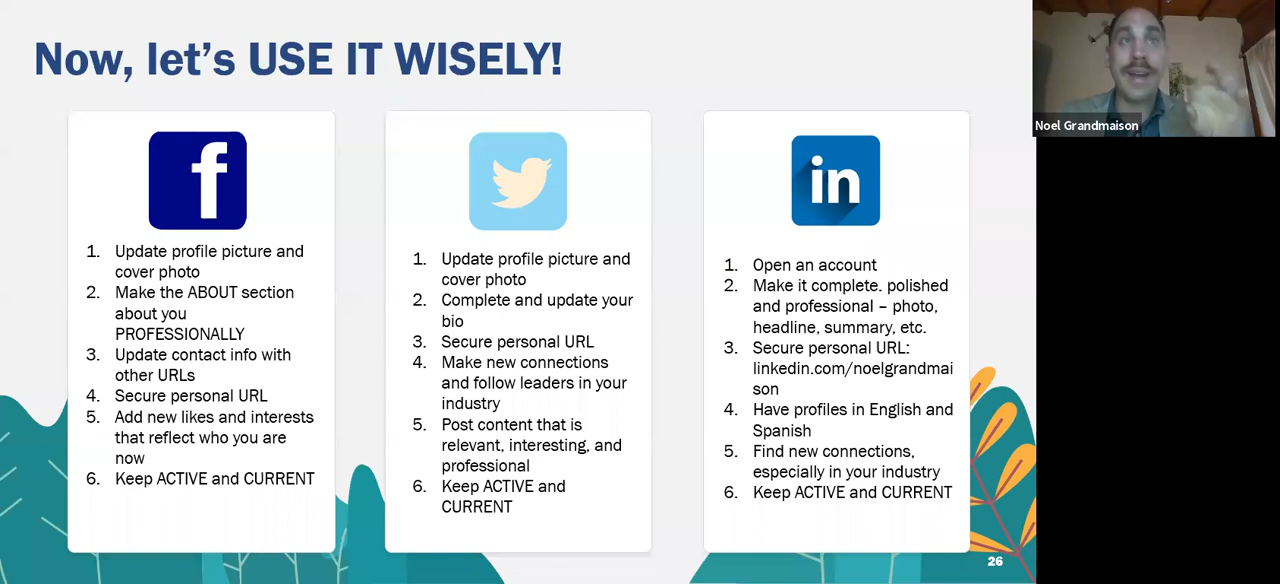 Now, let's USE IT WISELY!
Noel Grandmaison
f
1. Update profile picture and
cover photo
2. Make the ABOUT section
about you
PROFESSIONALLY
3. Update contact info with
other URLs
4. Secure personal URL
5. Add new likes and interests
that reflect who you are
now
6. Keep ACTIVE and CURRENT
1. Update profile picture and
cover photo
2. Complete and update your
bio
3. Secure personal URL
4. Make new connections
and follow leaders in your
industry
5. Post content that is
relevant, interesting, and
professional
6. Keep ACTIVE and
CURRENT
in
1. Open an account
2. Make it complete. polished
and professional – photo,
headline, summary, etc.
3. Secure personal URL:
linkedin.com/noelgrandmai
son
4. Have profiles in English and
Spanish
5. Find new connections,
especially in your industry
6. Keep ACTIVE and CURRENT
26